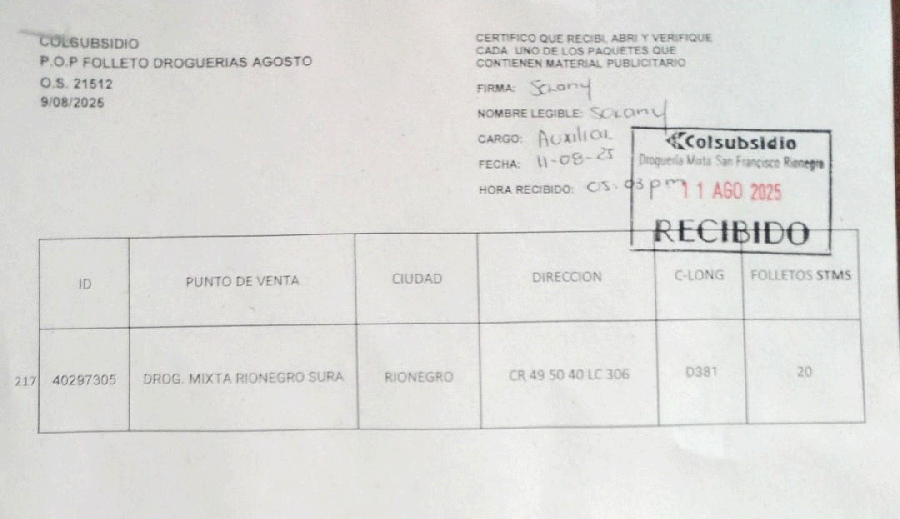 COLSUBSIDIO
P.O.P FOLLETO DROGUERIAS AGOSTO
O.S. 21512
9/08/2025
CERTIFICO QUE RECIBI, ABRI Y VERIFIQUE
CADA UNO DE LOS PAQUETES QUE
CONTIENEN MATERIAL PUBLICITARIO
FIRMA:
NOMBRE LEGIBLE:
CARGO: Auxiliar
FECHA: 11-08-25
HORA RECIBIDO: 05:03 pm
Colsubsidio
Droguería Mixta San Francisco Rionegro
11 AGO 2025
RECIBIDO
ID PUNTO DE VENTA CIUDAD DIRECCION C-LONG FOLLETOS STMS
217 40297305 DROG. MIXTA RIONEGRO SURA RIONEGRO CR 49 50 40 LC 306 D381 20